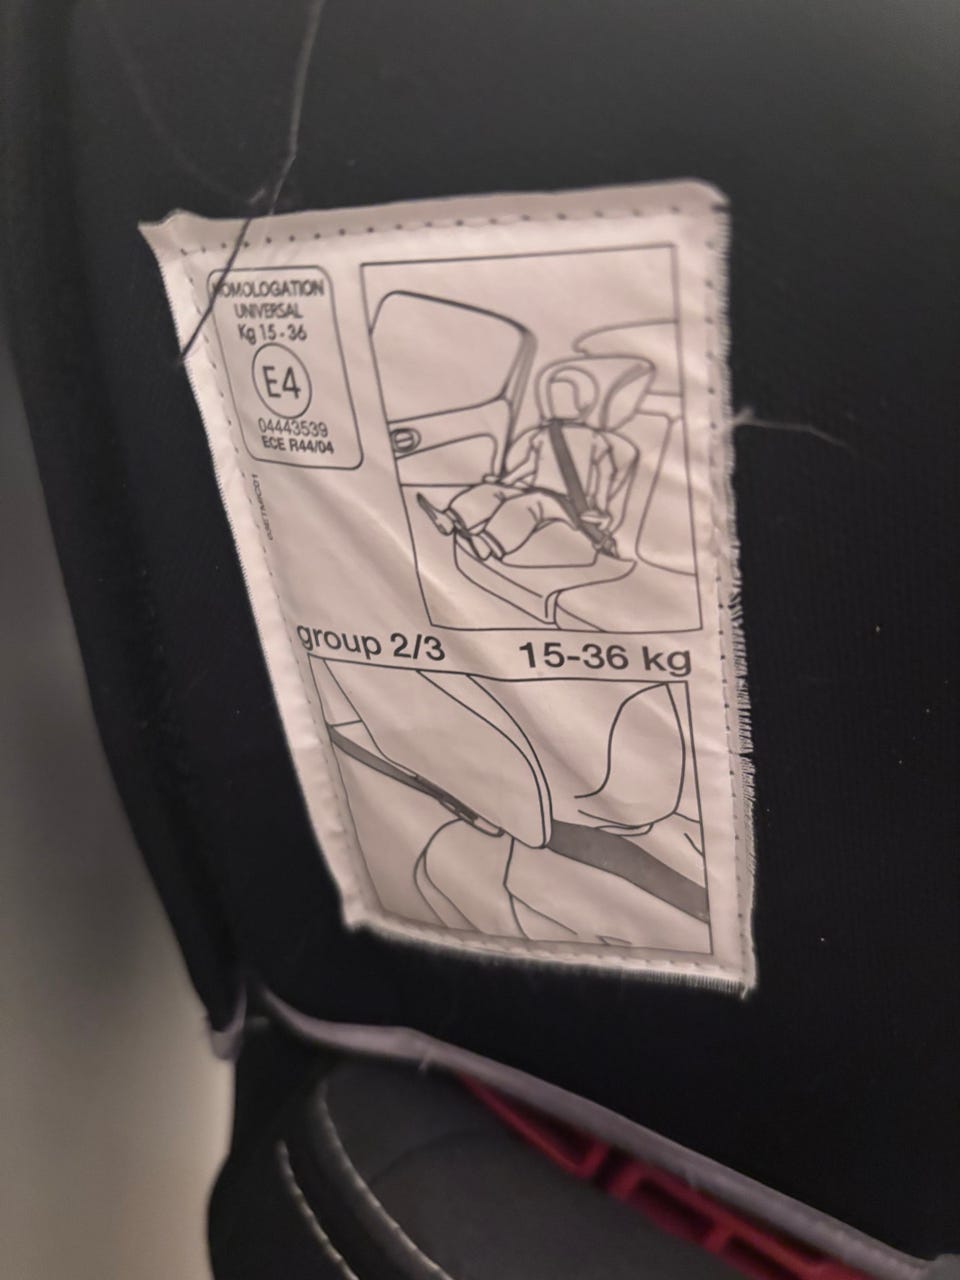 HOMOLOGATION
UNIVERSAL
Kg 15 - 36
E4
04443539
ECE R44/04
group 2/3 15-36 kg